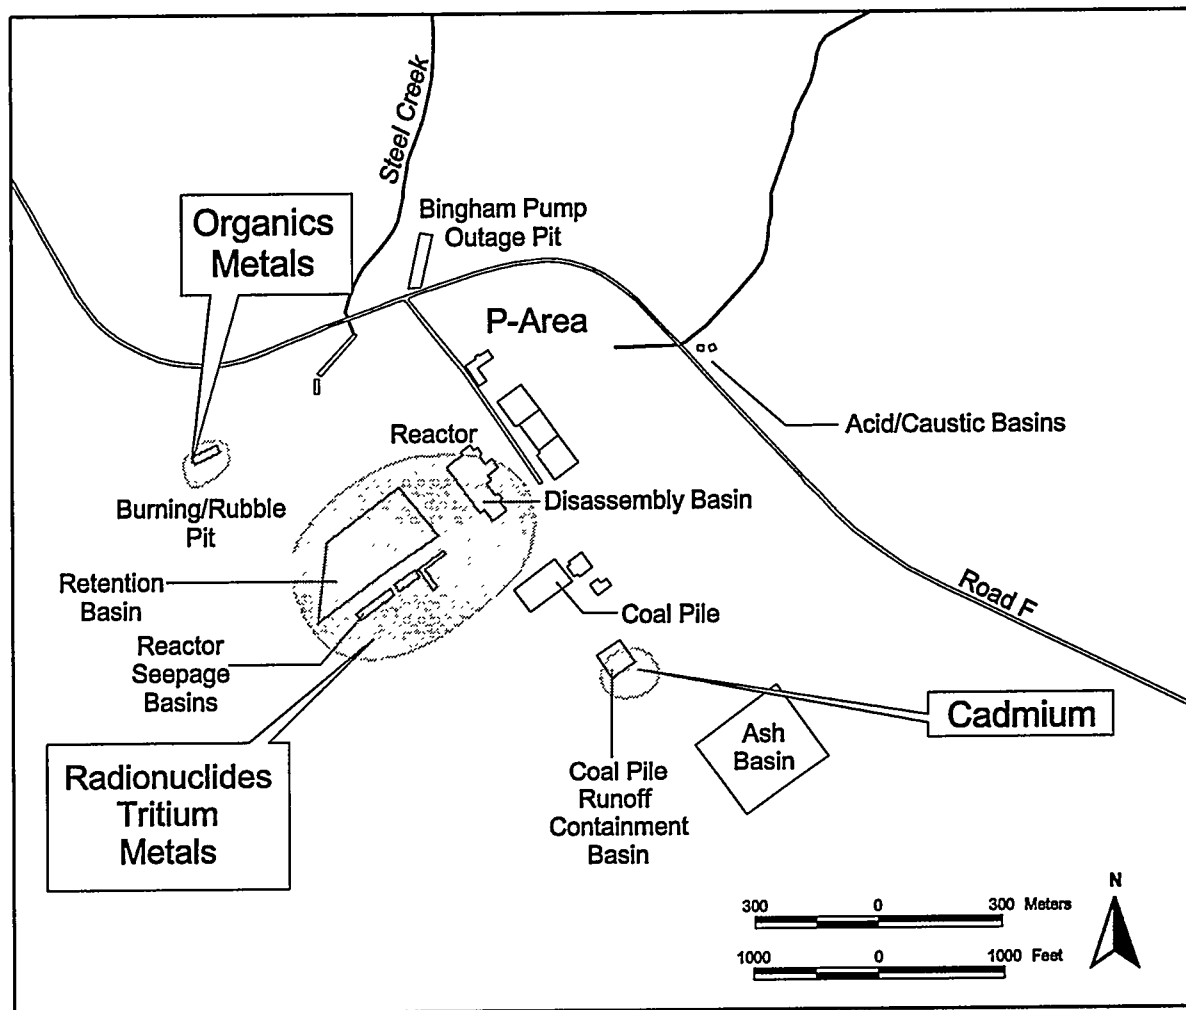 Steel Creek
Organics
Metals
Bingham Pump
Outage Pit
P-Area
Acid/Caustic Basins
Reactor
Burning/Rubble
Pit
Disassembly Basin
Retention
Basin
Coal Pile
Road F
Reactor
Seepage
Basins
Cadmium
Ash
Basin
Radionuclides
Tritium
Metals
Coal Pile
Runoff
Containment
Basin
N
300 0 300 Meters
1000 0 1000 Feet